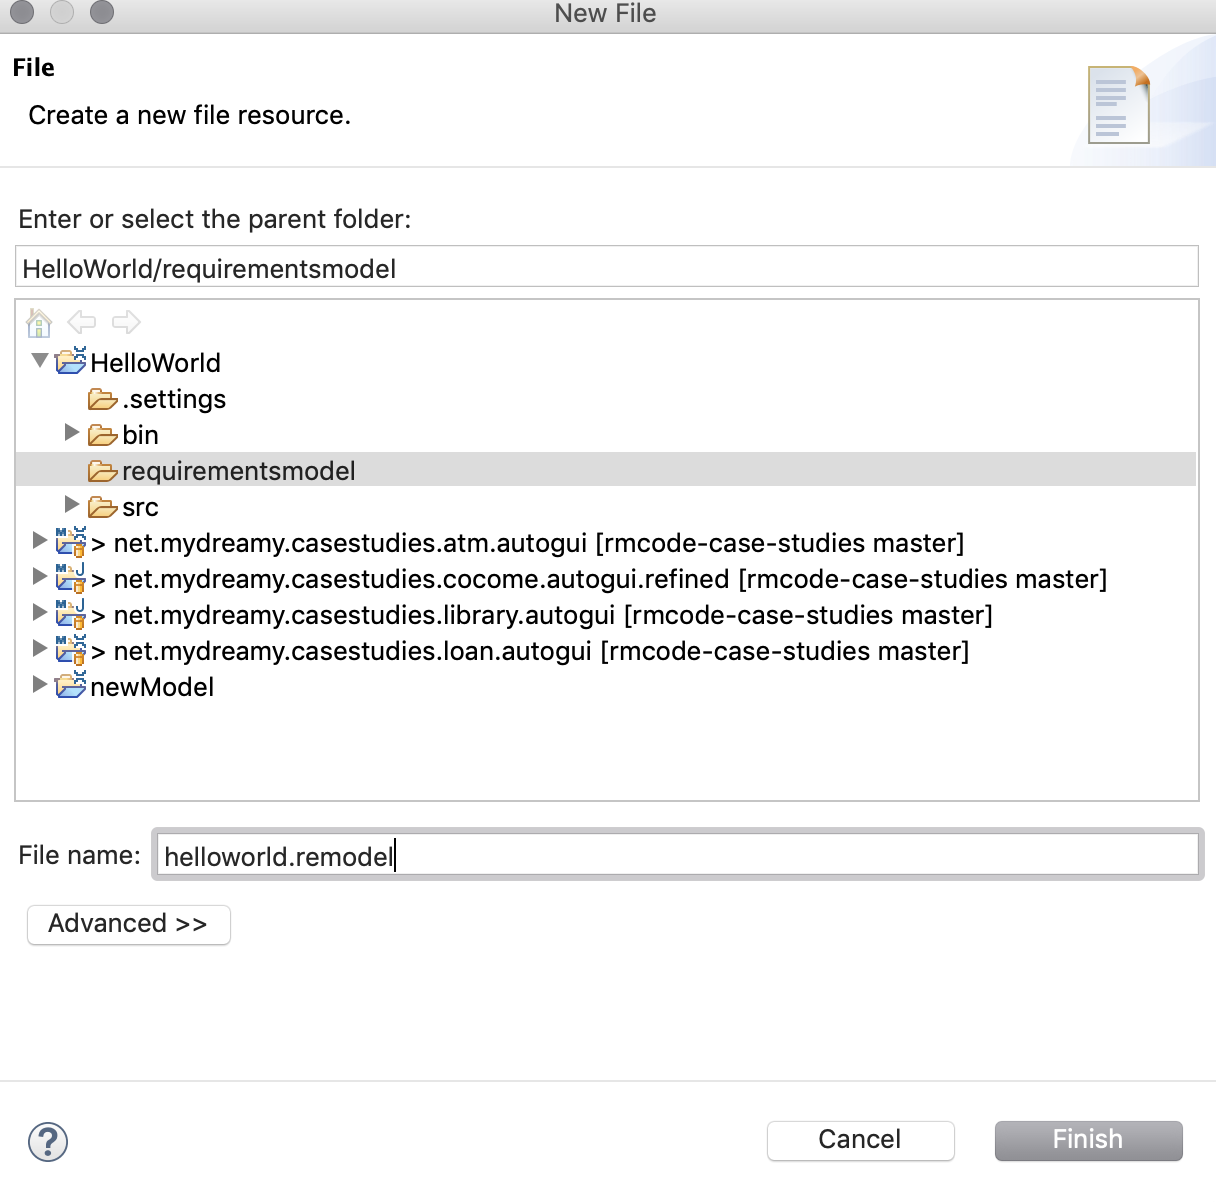 New File
File
Create a new file resource.
Enter or select the parent folder:
HelloWorld/requirementsmodel
HelloWorld
.settings
bin
requirementsmodel
src
> net.mydreamy.casestudies.atm.autogui [rmcode-case-studies master]
> net.mydreamy.casestudies.cocome.autogui.refined [rmcode-case-studies master]
> net.mydreamy.casestudies.library.autogui [rmcode-case-studies master]
> net.mydreamy.casestudies.loan.autogui [rmcode-case-studies master]
newModel
File name: helloworld.remodel
Advanced >>
? Cancel Finish